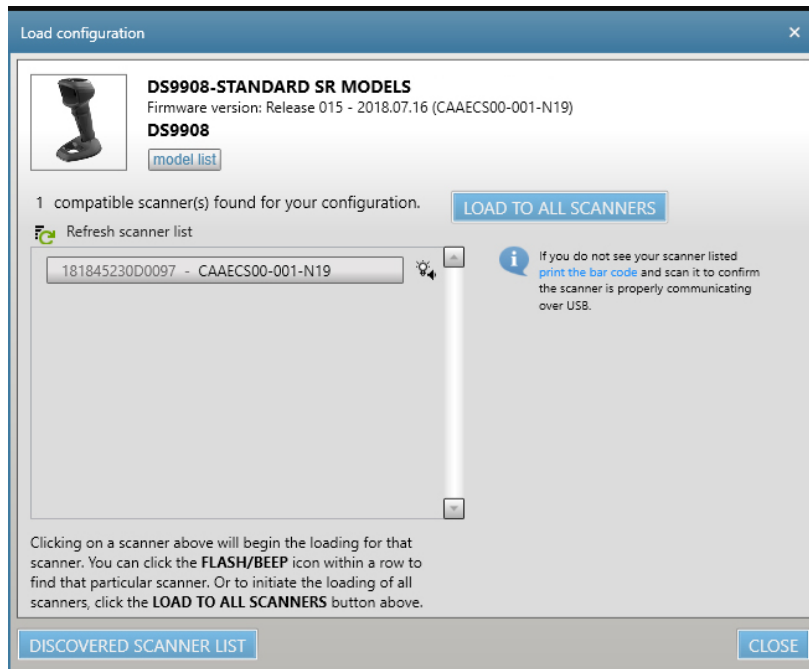 Load configuration
DS9908-STANDARD SR MODELS
Firmware version: Release 015 - 2018.07.16 (CAAECS00-001-N19)
DS9908
model list
1 compatible scanner(s) found for your configuration.
LOAD TO ALL SCANNERS
Refresh scanner list
181845230D0097 - CAAECS00-001-N19
If you do not see your scanner listed
print the bar code and scan it to confirm
the scanner is properly communicating
over USB.
Clicking on a scanner above will begin the loading for that
scanner. You can click the FLASH/BEEP icon within a row to
find that particular scanner. Or to initiate the loading of all
scanners, click the LOAD TO ALL SCANNERS button above.
DISCOVERED SCANNER LIST
CLOSE